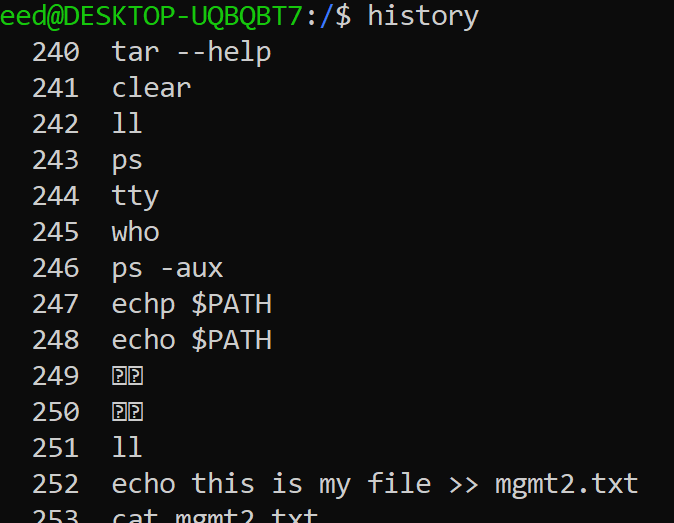 eed@DESKTOP-UQBQBT7:/$ history
240 tar --help
241 clear
242 ll
243 ps
244 tty
245 who
246 ps -aux
247 echp $PATH
248 echo $PATH
249
250
251 ll
252 echo this is my file >> mgmt2.txt
253 cat mgmt2.txt